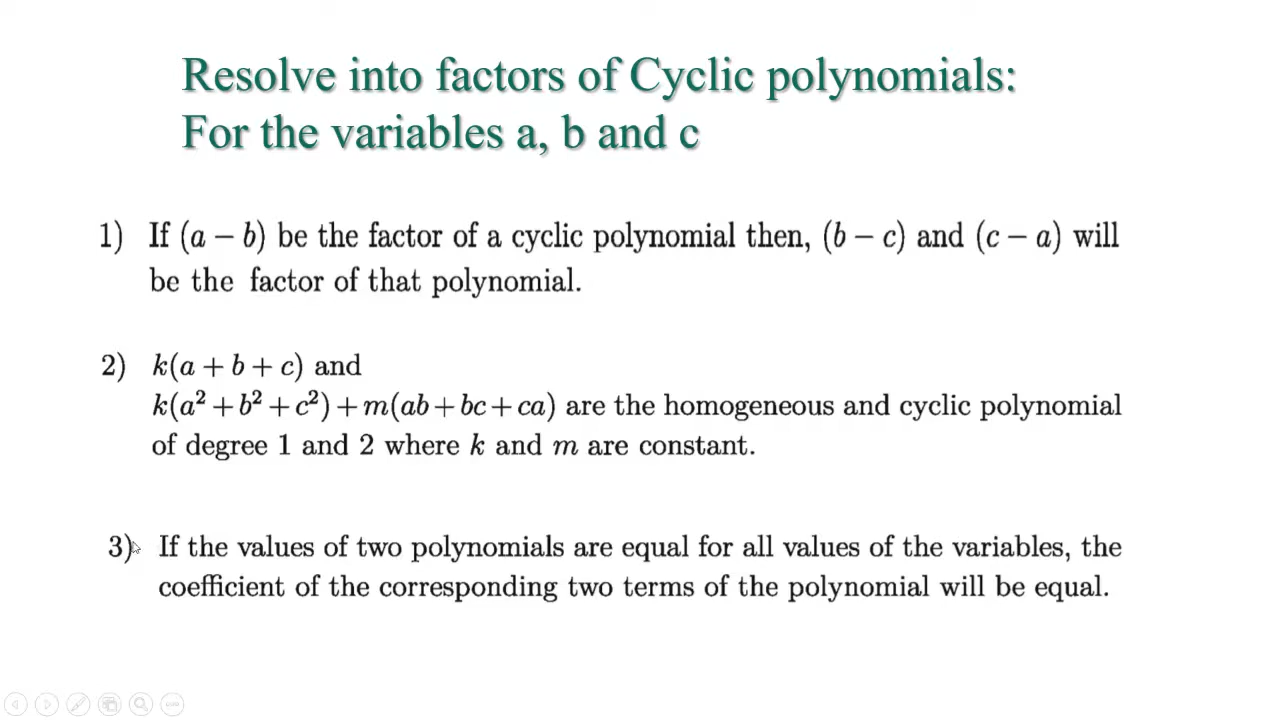 Resolve into factors of Cyclic polynomials:
For the variables a, b and c
1) If (a − b) be the factor of a cyclic polynomial then, (b − c) and (c − a) will
be the factor of that polynomial.
2) k(a + b + c) and
k(a² + b² + c²) + m(ab + bc + ca) are the homogeneous and cyclic polynomial
of degree 1 and 2 where k and m are constant.
3) If the values of two polynomials are equal for all values of the variables, the
coefficient of the corresponding two terms of the polynomial will be equal.